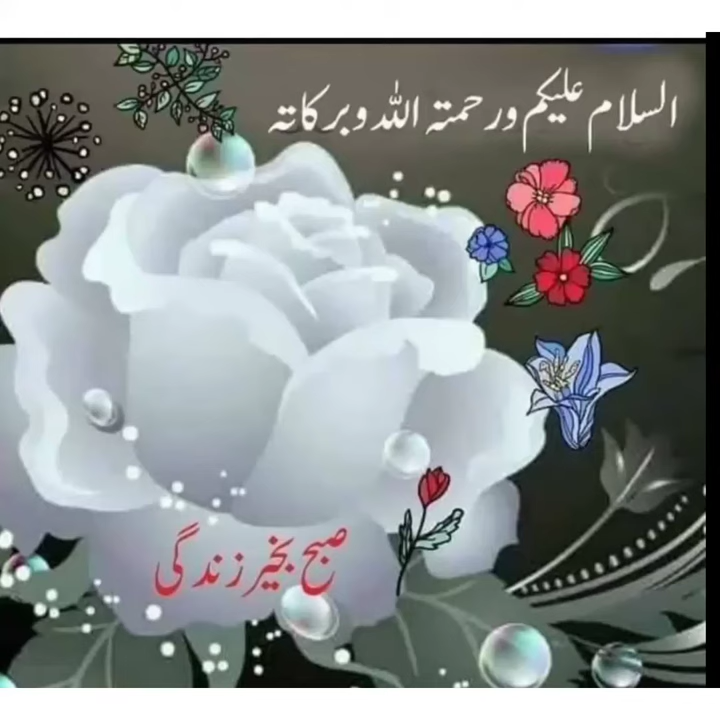 السلام علیکم ورحمتہ اللہ وبرکاتہ
صبح بخیر زندگی